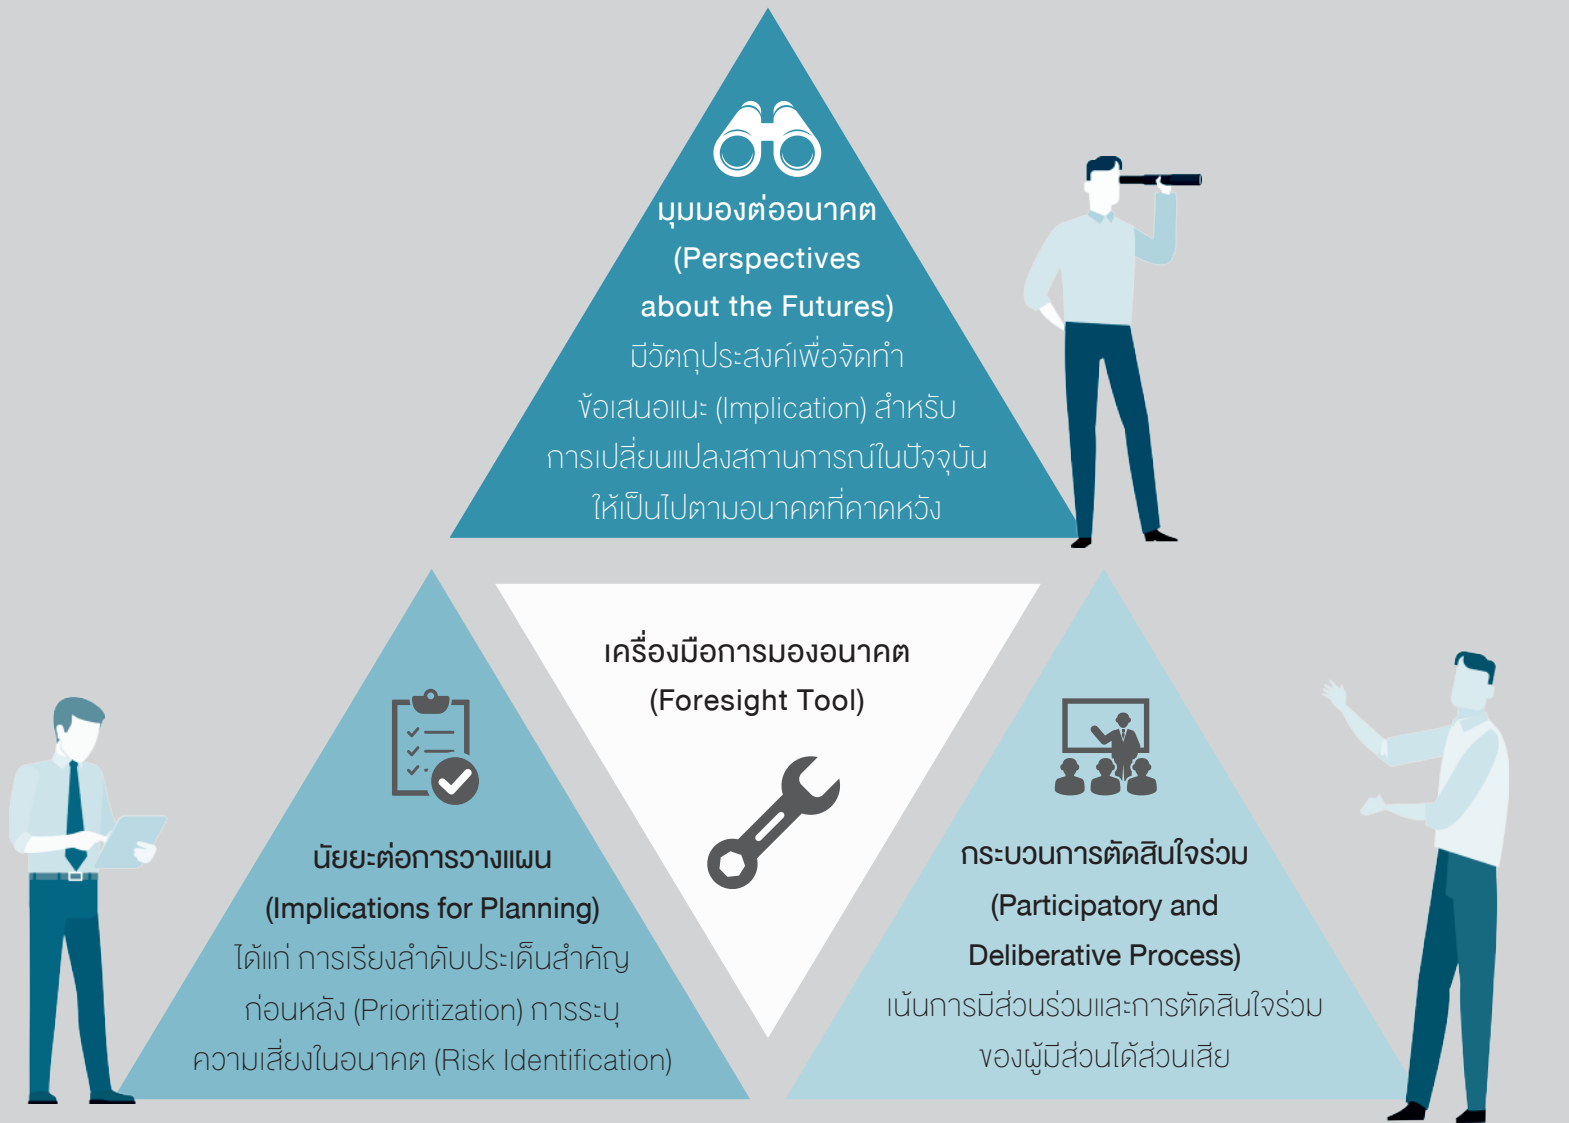 มุมมองต่ออนาคต
(Perspectives
about the Futures)
มีวัตถุประสงค์เพื่อจัดทำ
ข้อเสนอแนะ (Implication) สำหรับ
การเปลี่ยนแปลงสถานการณ์ในปัจจุบัน
ให้เป็นไปตามอนาคตที่คาดหวัง
เครื่องมือการมองอนาคต
(Foresight Tool)
นัยยะต่อการวางแผน
(Implications for Planning)
ได้แก่ การเรียงลำดับประเด็นสำคัญ
ก่อนหลัง (Prioritization) การระบุ
ความเสี่ยงในอนาคต (Risk Identification)
กระบวนการตัดสินใจร่วม
(Participatory and
Deliberative Process)
เน้นการมีส่วนร่วมและการตัดสินใจร่วม
ของผู้มีส่วนได้ส่วนเสีย